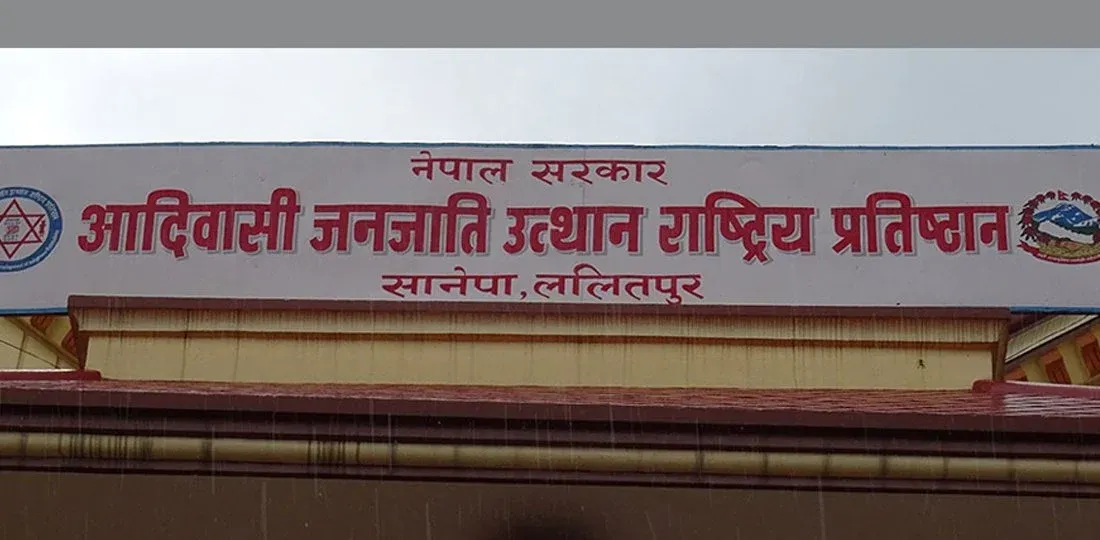 नेपाल सरकार
आदिवासी जनजाति उत्थान राष्ट्रिय प्रतिष्ठान
सानेपा, ललितपुर